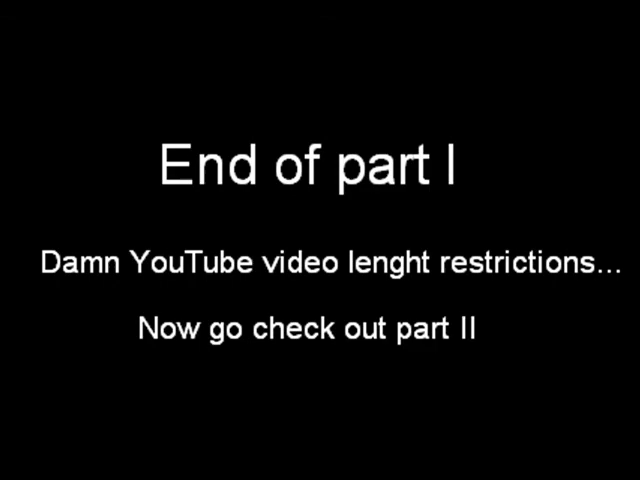 End of part I
Damn YouTube video lenght restrictions...
Now go check out part II